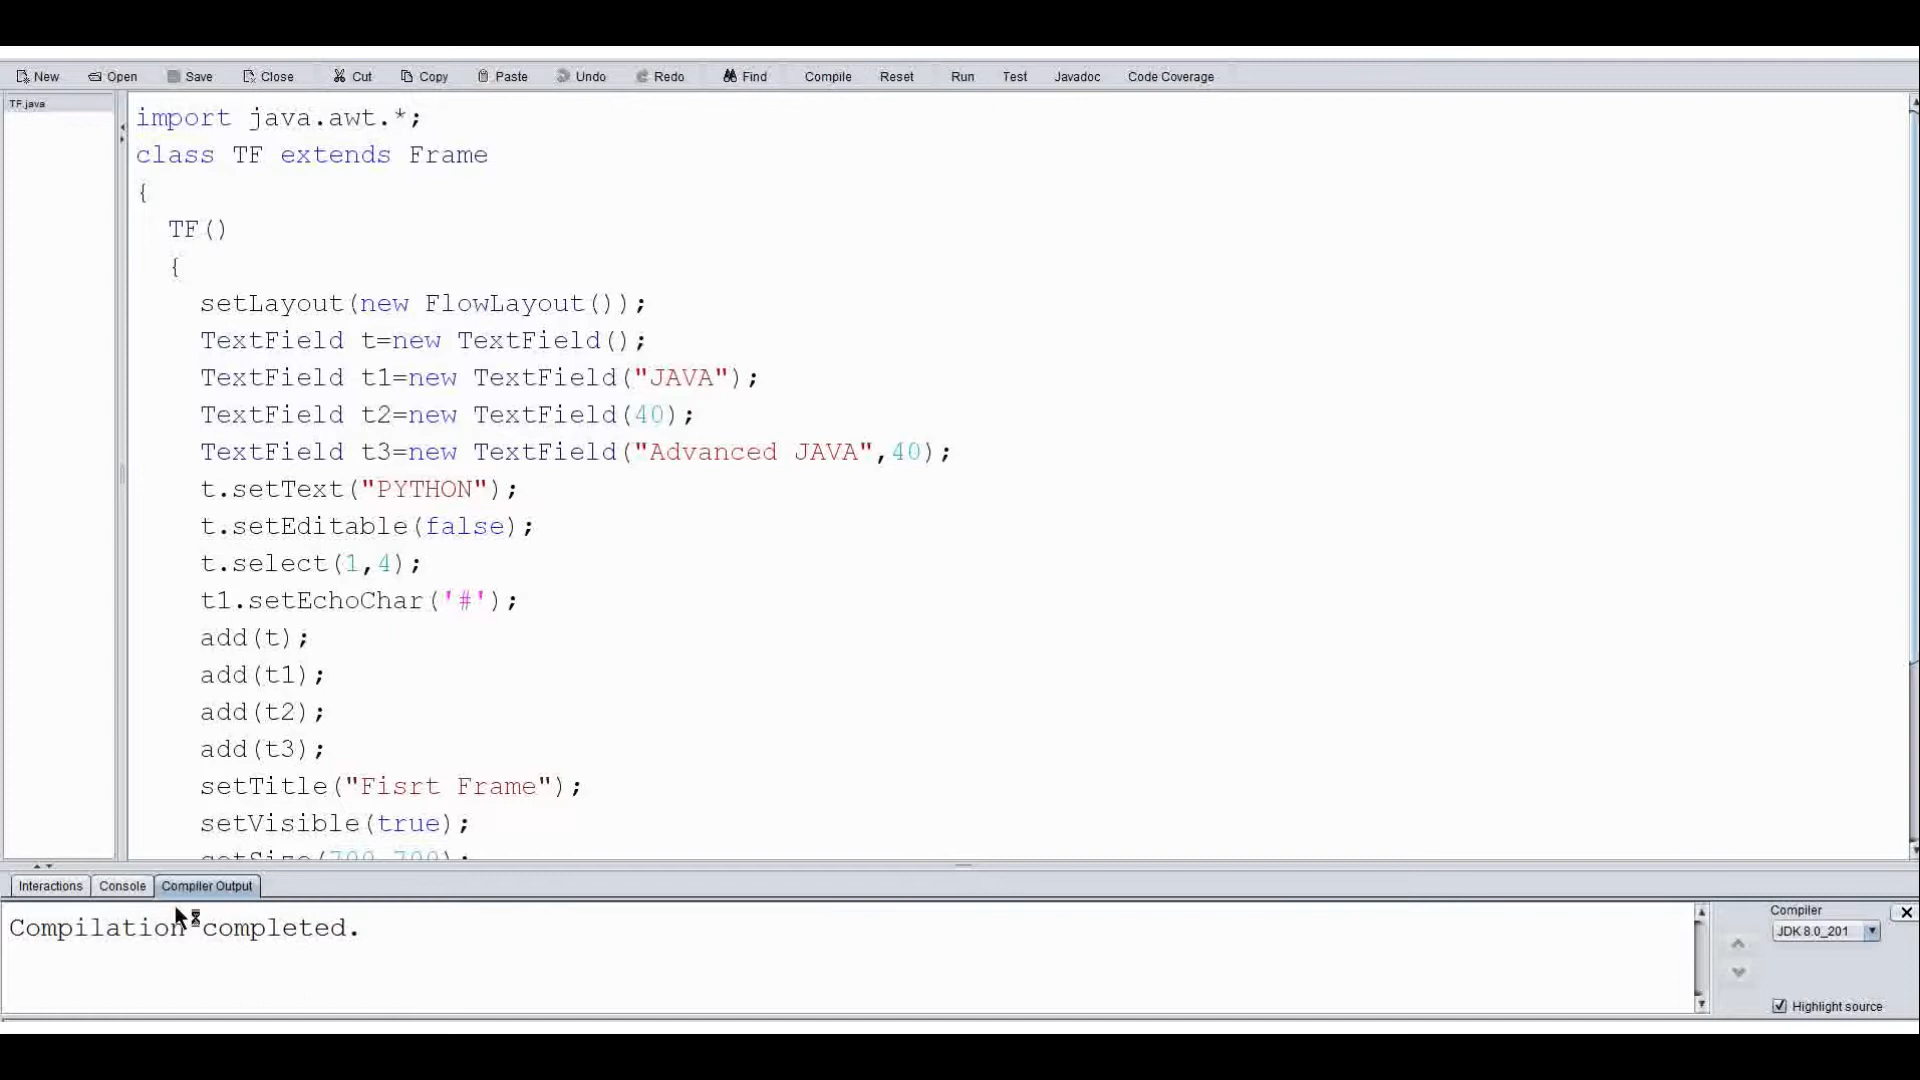 New Open Save Close Cut Copy Paste Undo Redo Find Compile Reset Run Test Javadoc Code Coverage
TF.java
import java.awt.*;
class TF extends Frame
{
TF()
{
setLayout(new FlowLayout());
TextField t=new TextField();
TextField t1=new TextField("JAVA");
TextField t2=new TextField(40);
TextField t3=new TextField("Advanced JAVA",40);
t.setText("PYTHON");
t.setEditable(false);
t.select(1,4);
t1.setEchoChar('#');
add(t);
add(t1);
add(t2);
add(t3);
setTitle("Fisrt Frame");
setVisible(true);
setSize(700,700);
Interactions Console Compiler Output
Compilation completed.
Compiler
JDK 8.0_201
Highlight source